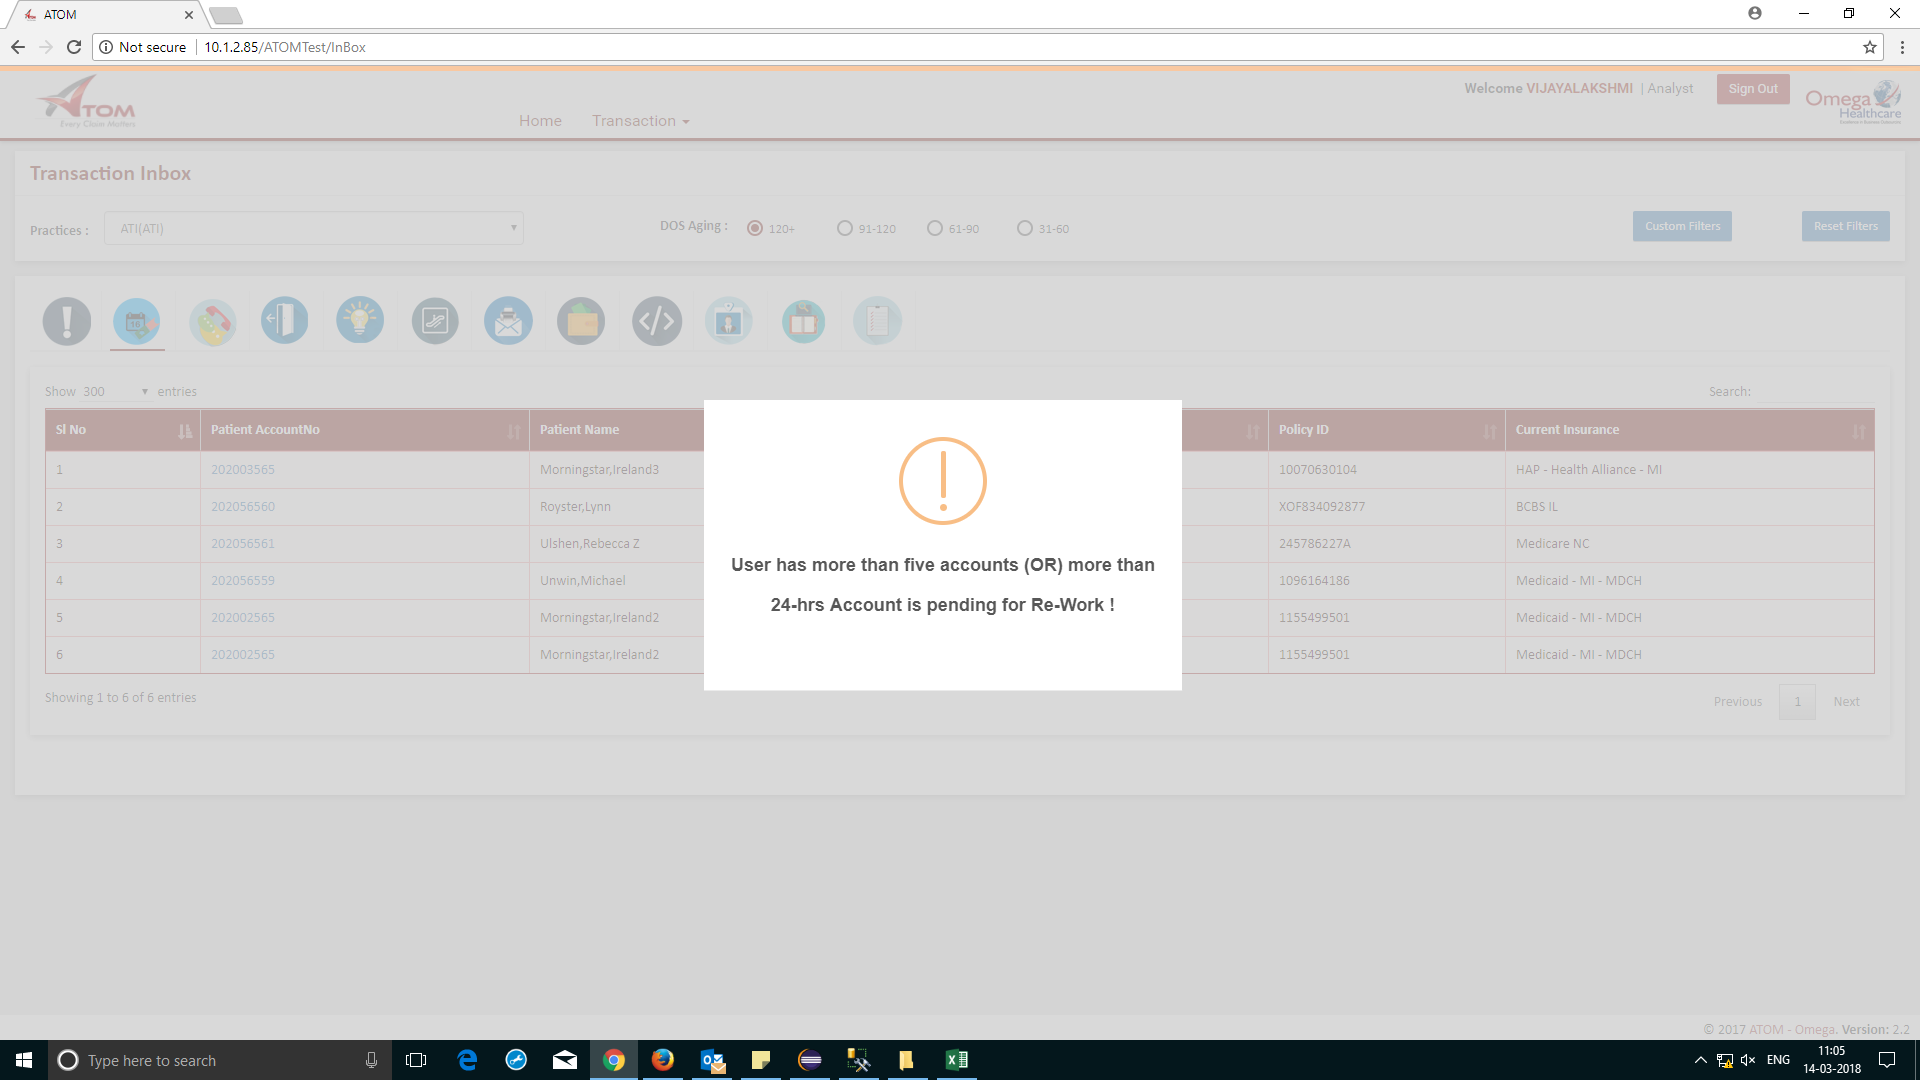 ATOM
Not secure | 10.1.2.85/ATOMTest/InBox
ATOM
Every Claim Matters
Home Transaction
Welcome VIJAYALAKSHMI | Analyst
Sign Out
Omega
Healthcare
Transaction Inbox
Practices : ATI(ATI)
DOS Aging : 120+ 91-120 61-90 31-60
Custom Filters Reset Filters
Show 300 entries
Search:
Sl No Patient AccountNo Patient Name Policy ID Current Insurance
1 202003565 Morningstar,Ireland3 10070630104 HAP - Health Alliance - MI
2 202056560 Royster,Lynn XOF834092877 BCBS IL
3 202056561 Ulshen,Rebecca Z 245786227A Medicare NC
4 202056559 Unwin,Michael 1096164186 Medicaid - MI - MDCH
5 202002565 Morningstar,Ireland2 1155499501 Medicaid - MI - MDCH
6 202002565 Morningstar,Ireland2 1155499501 Medicaid - MI - MDCH
User has more than five accounts (OR) more than
24-hrs Account is pending for Re-Work !
Showing 1 to 6 of 6 entries
Previous 1 Next
© 2017 ATOM - Omega. Version: 2.2
Type here to search
ENG
11:05
14-03-2018